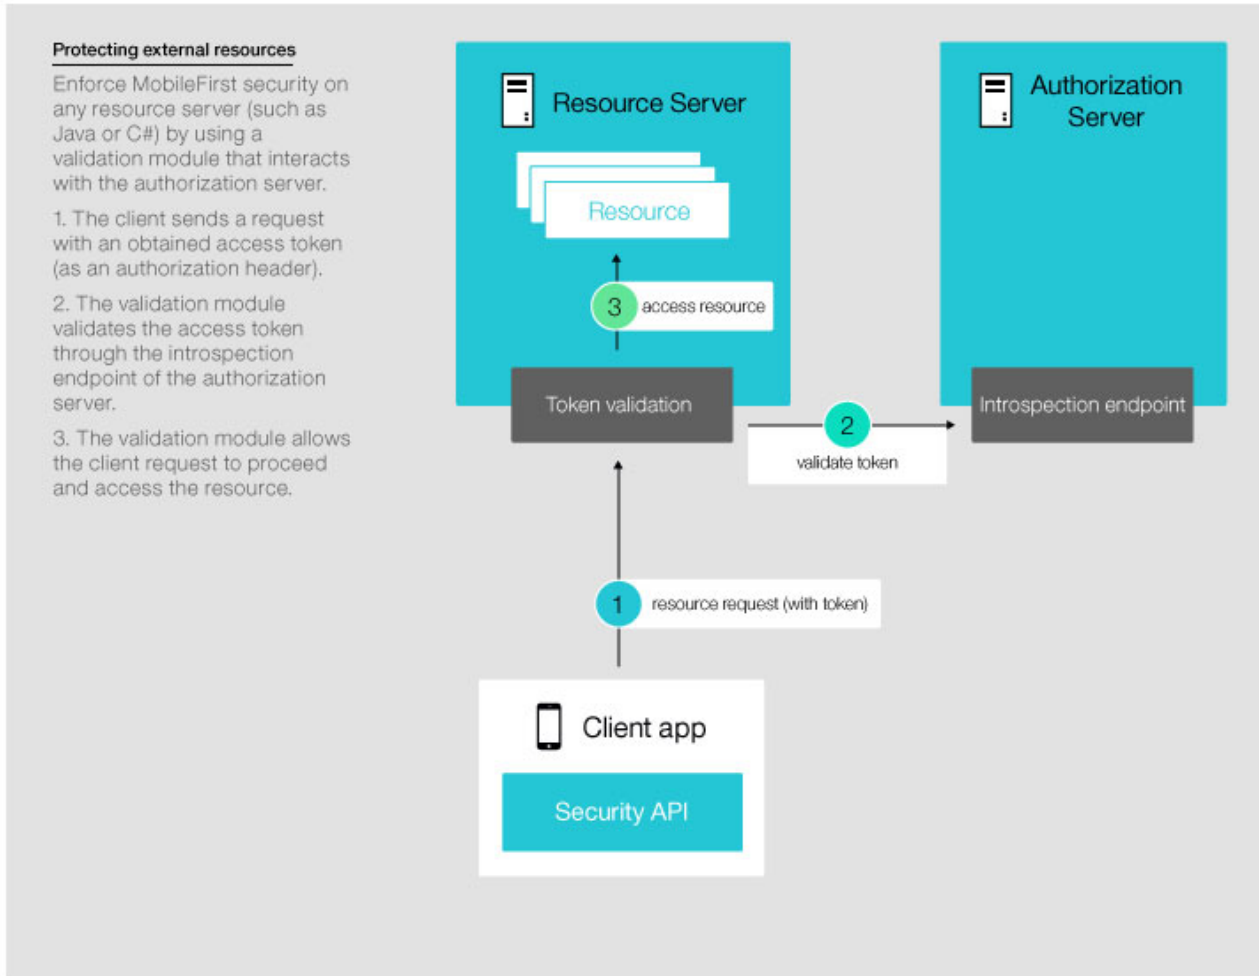 Protecting external resources
Enforce MobileFirst security on
any resource server (such as
Java or C#) by using a
validation module that interacts
with the authorization server.
1. The client sends a request
with an obtained access token
(as an authorization header).
2. The validation module
validates the access token
through the introspection
endpoint of the authorization
server.
3. The validation module allows
the client request to proceed
and access the resource.
Resource Server
Resource
3 access resource
Token validation
Authorization
Server
Introspection endpoint
2
validate token
1 resource request (with token)
Client app
Security API